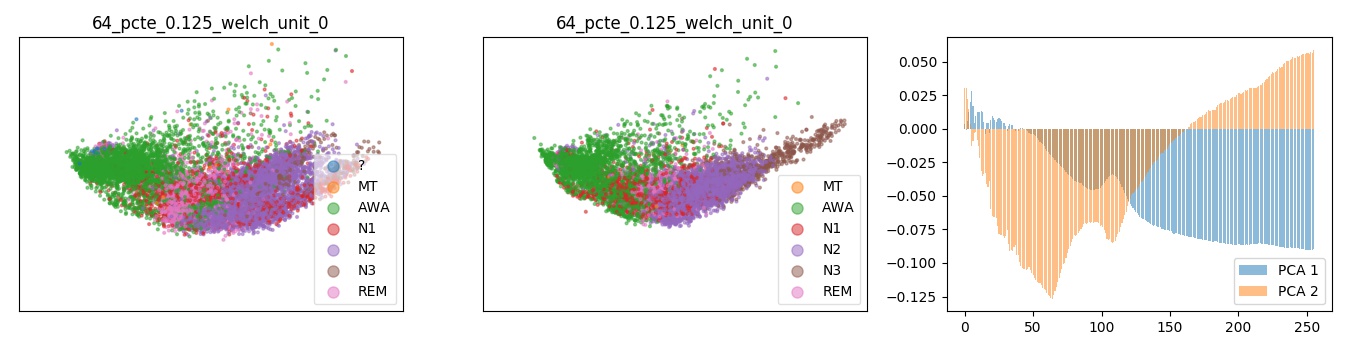 64_pcte_0.125_welch_unit_0
?
MT
AWA
N1
N2
N3
REM
64_pcte_0.125_welch_unit_0
MT
AWA
N1
N2
N3
REM
0.050
0.025
0.000
−0.025
−0.050
−0.075
−0.100
−0.125
0
50
100
150
200
250
PCA 1
PCA 2